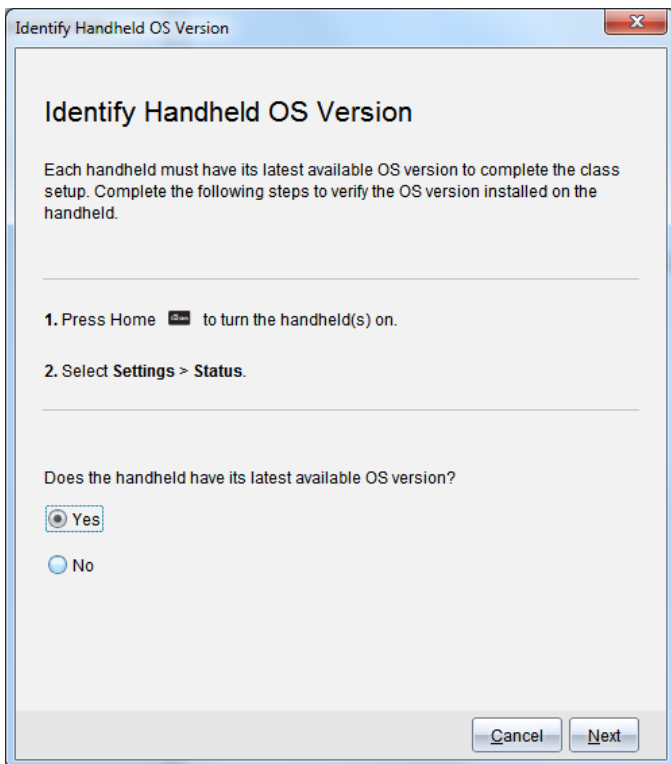 Identify Handheld OS Version
Identify Handheld OS Version
Each handheld must have its latest available OS version to complete the class
setup. Complete the following steps to verify the OS version installed on the
handheld.
1. Press Home to turn the handheld(s) on.
2. Select Settings > Status.
Does the handheld have its latest available OS version?
Yes
No
Cancel Next